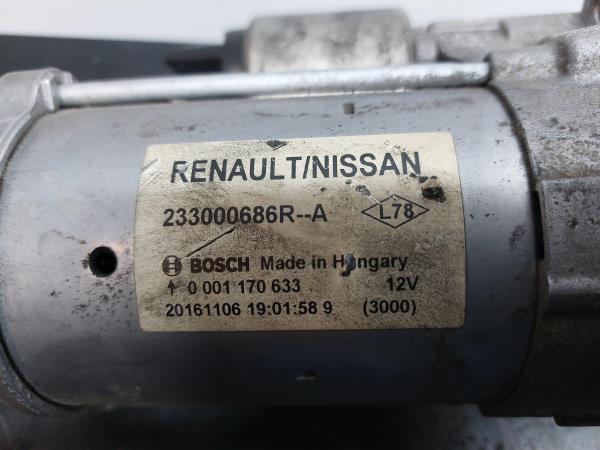 RENAULT/NISSAN
233000686R--A L78
BOSCH Made in Hungary
0 001 170 633 12V
20161106 19:01:58 9 (3000)